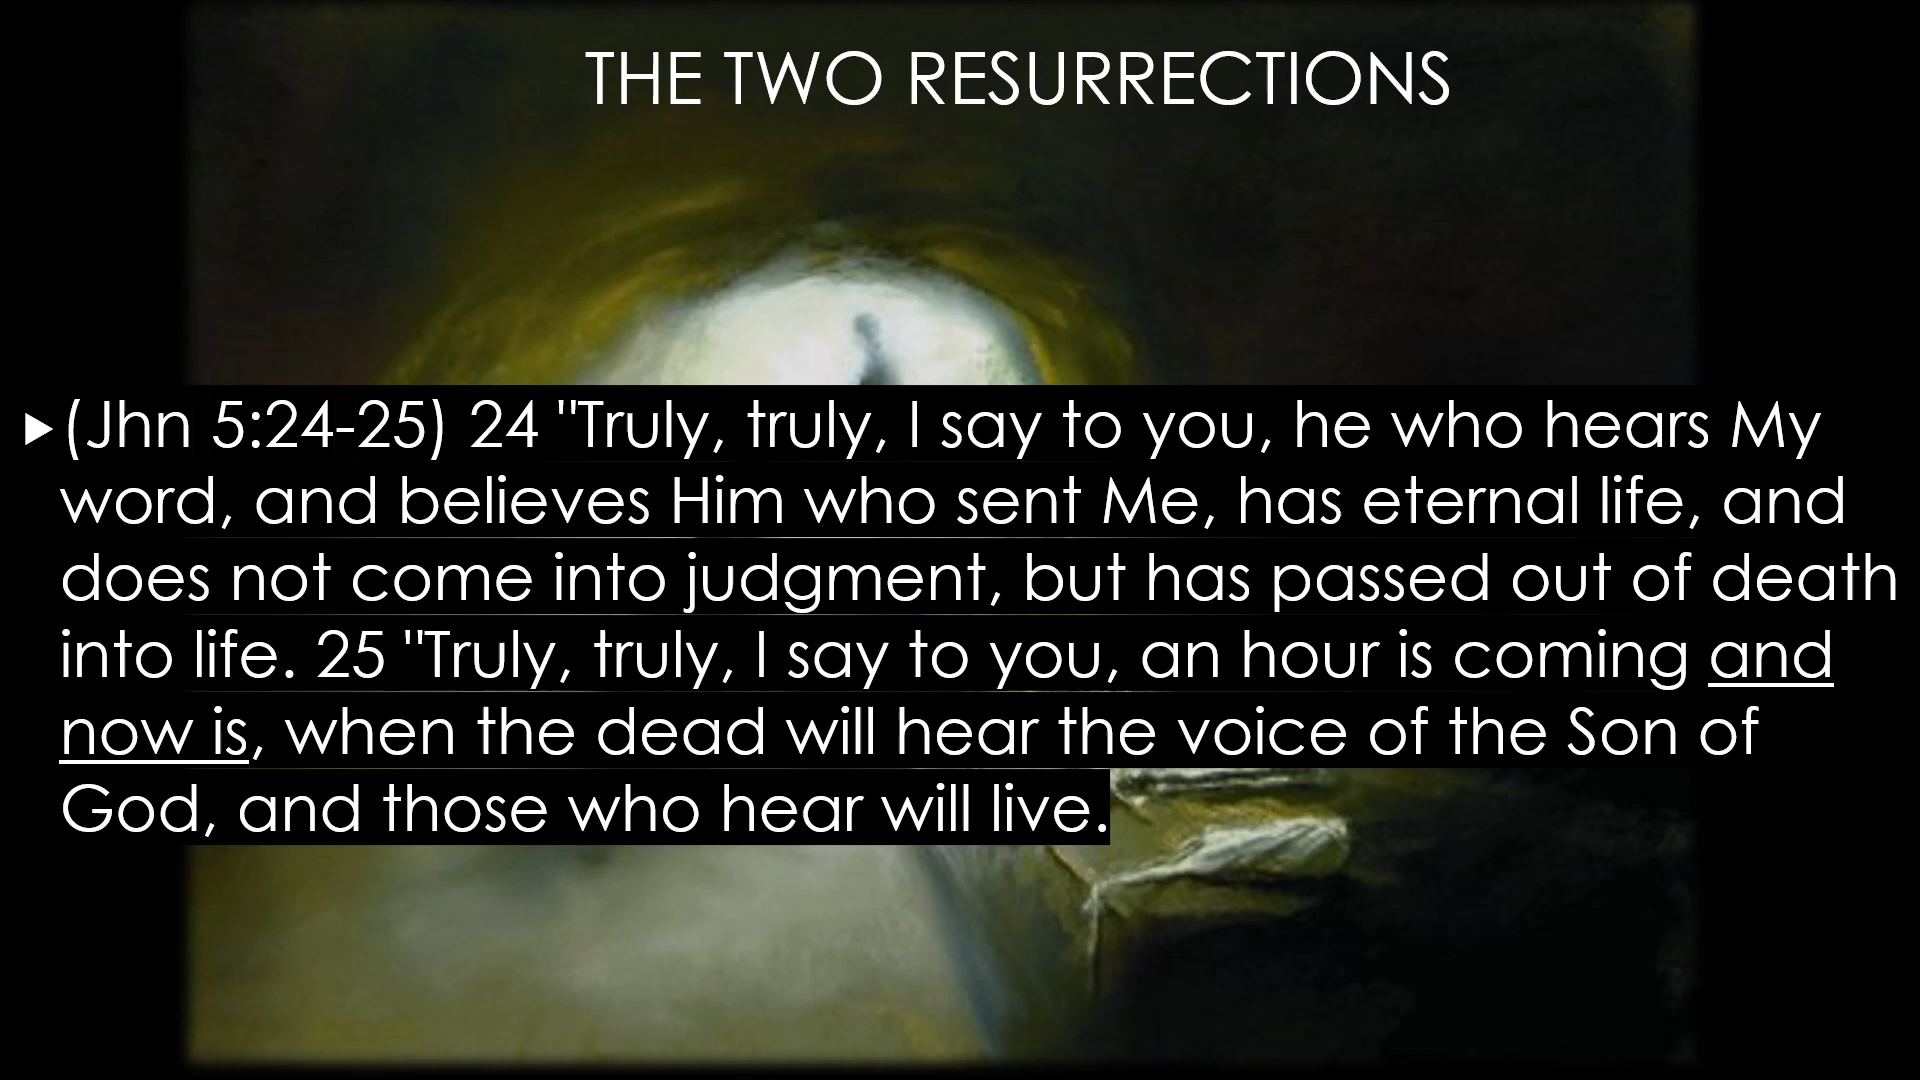 THE TWO RESURRECTIONS
(Jhn 5:24-25) 24 "Truly, truly, I say to you, he who hears My
word, and believes Him who sent Me, has eternal life, and
does not come into judgment, but has passed out of death
into life. 25 "Truly, truly, I say to you, an hour is coming and
now is, when the dead will hear the voice of the Son of
God, and those who hear will live.